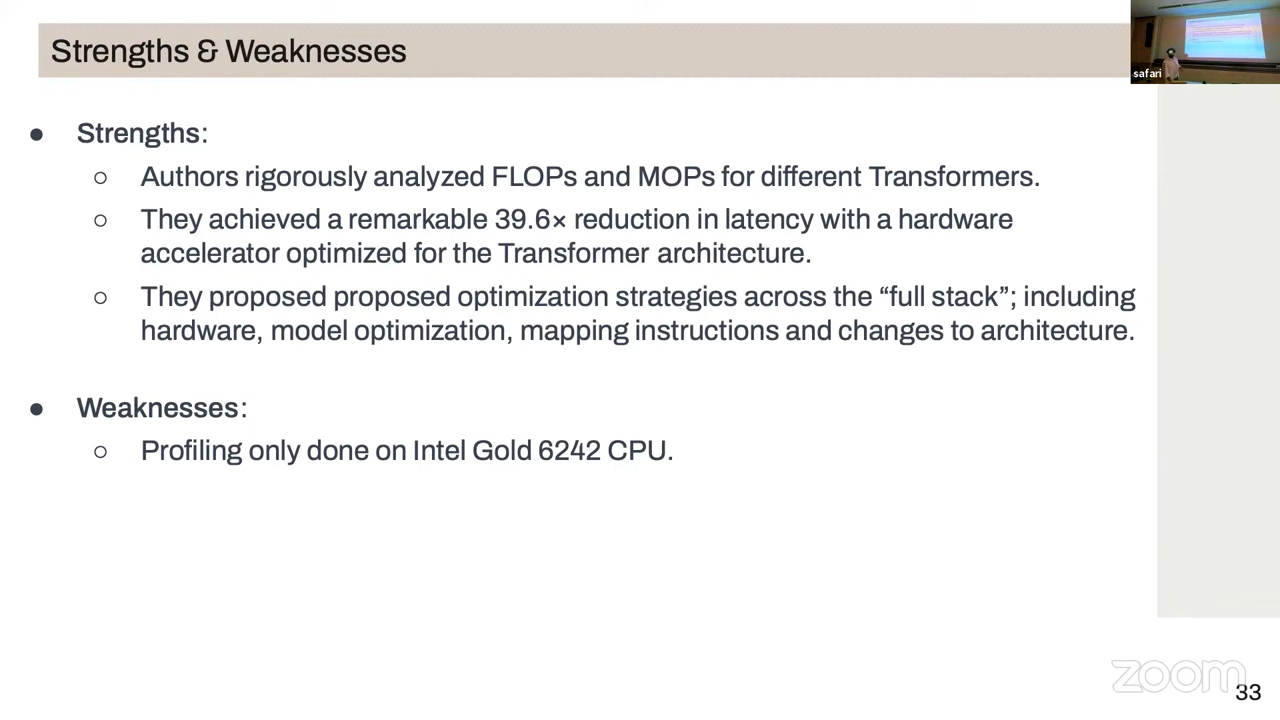 Strengths & Weaknesses
safari
● Strengths:
○ Authors rigorously analyzed FLOPs and MOPs for different Transformers.
○ They achieved a remarkable 39.6× reduction in latency with a hardware
accelerator optimized for the Transformer architecture.
○ They proposed proposed optimization strategies across the “full stack”; including
hardware, model optimization, mapping instructions and changes to architecture.
● Weaknesses:
○ Profiling only done on Intel Gold 6242 CPU.
zoom
33